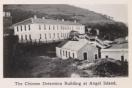 The Chinese Detention Building at Angel Island.